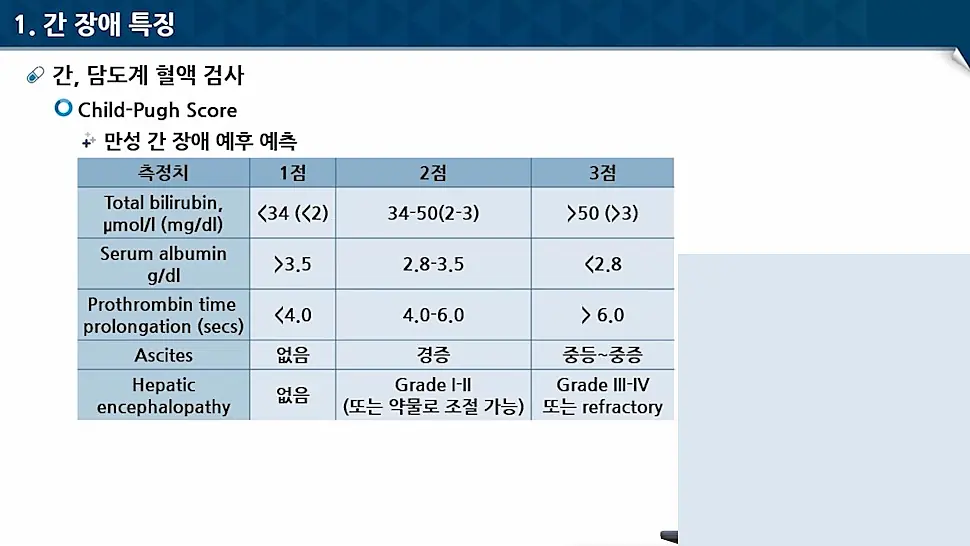 1. 간 장애 특징
간, 담도계 혈액 검사
Child-Pugh Score
만성 간 장애 예후 예측
측정치 1점 2점 3점
Total bilirubin,
μmol/l (mg/dl) <34 (<2) 34-50(2-3) >50 (>3)
Serum albumin
g/dl >3.5 2.8-3.5 <2.8
Prothrombin time
prolongation (secs) <4.0 4.0-6.0 > 6.0
Ascites 없음 경증 중등~중증
Hepatic
encephalopathy 없음 Grade I-II
(또는 약물로 조절 가능) Grade III-IV
또는 refractory